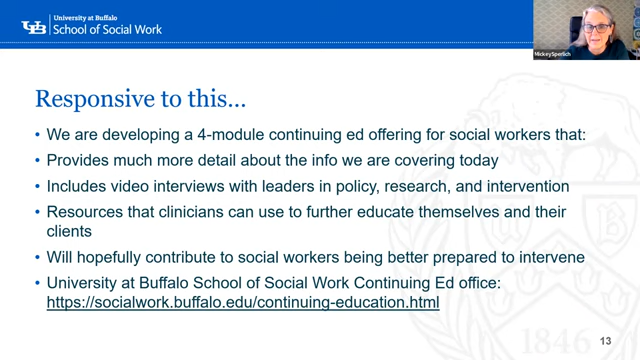 University at Buffalo
School of Social Work
Mickey Sperlich
Responsive to this...
• We are developing a 4-module continuing ed offering for social workers that:
• Provides much more detail about the info we are covering today
• Includes video interviews with leaders in policy, research, and intervention
• Resources that clinicians can use to further educate themselves and their
clients
• Will hopefully contribute to social workers being better prepared to intervene
• University at Buffalo School of Social Work Continuing Ed office:
https://socialwork.buffalo.edu/continuing-education.html
1846
13